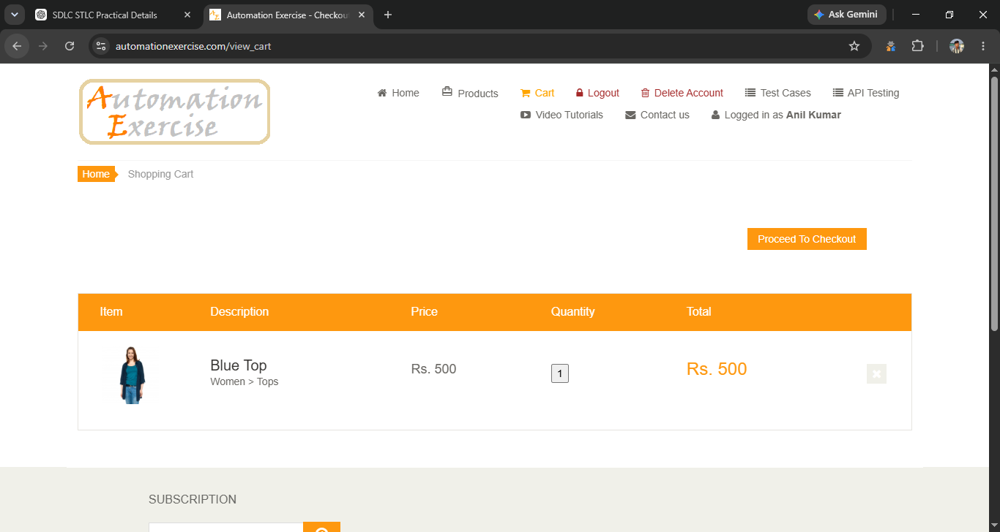 SDLC STLC Practical Details
Automation Exercise - Checkou
Ask Gemini
automationexercise.com/view_cart
Automation
Exercise
Home Products Cart Logout Delete Account Test Cases API Testing
Video Tutorials Contact us Logged in as Anil Kumar
Home Shopping Cart
Proceed To Checkout
Item Description Price Quantity Total
Blue Top Rs. 500 1 Rs. 500
Women > Tops
SUBSCRIPTION